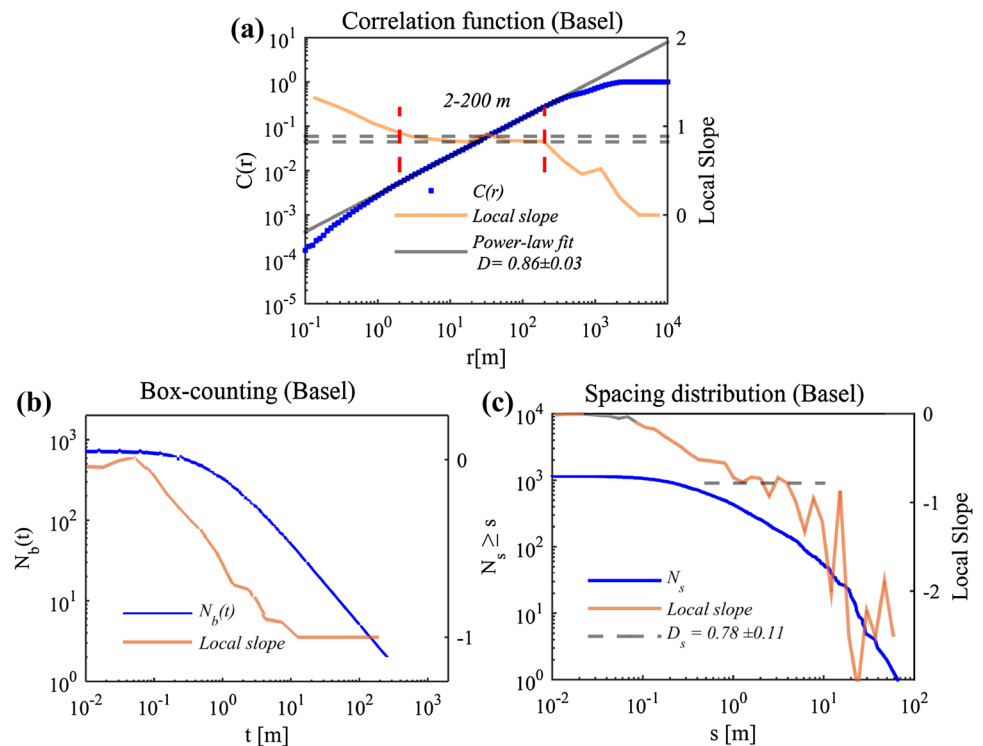 (a) Correlation function (Basel)
10^0
10^-1
10^-2
10^-3
10^-4
10^-5
C(r)
2-200 m
C(r)
Local slope
Power-law fit
D= 0.86±0.03
2
1
0
Local Slope
10^-1 10^0 10^1 10^2 10^3 10^4
r[m]
(b) Box-counting (Basel)
10^3
10^2
10^1
10^0
N_b(t)
N_b(t)
Local slope
0
-1
10^-2 10^-1 10^0 10^1 10^2 10^3
t [m]
(c) Spacing distribution (Basel)
10^4
10^3
10^2
10^1
10^0
N_s ≥ s
N_s
Local slope
D_s = 0.78 ±0.11
0
-1
-2
Local Slope
10^-2 10^-1 10^0 10^1 10^2
s [m]